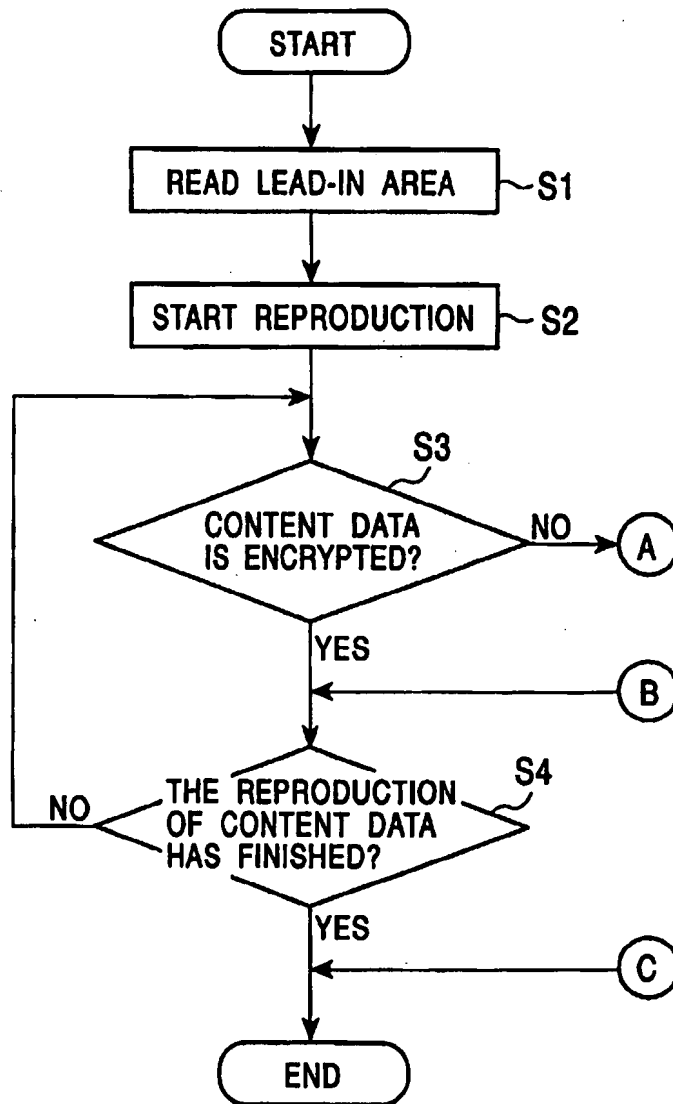 START
READ LEAD-IN AREA
S1
START REPRODUCTION
S2
S3
CONTENT DATA
IS ENCRYPTED?
NO
A
YES
B
S4
NO
THE REPRODUCTION
OF CONTENT DATA
HAS FINISHED?
YES
C
END